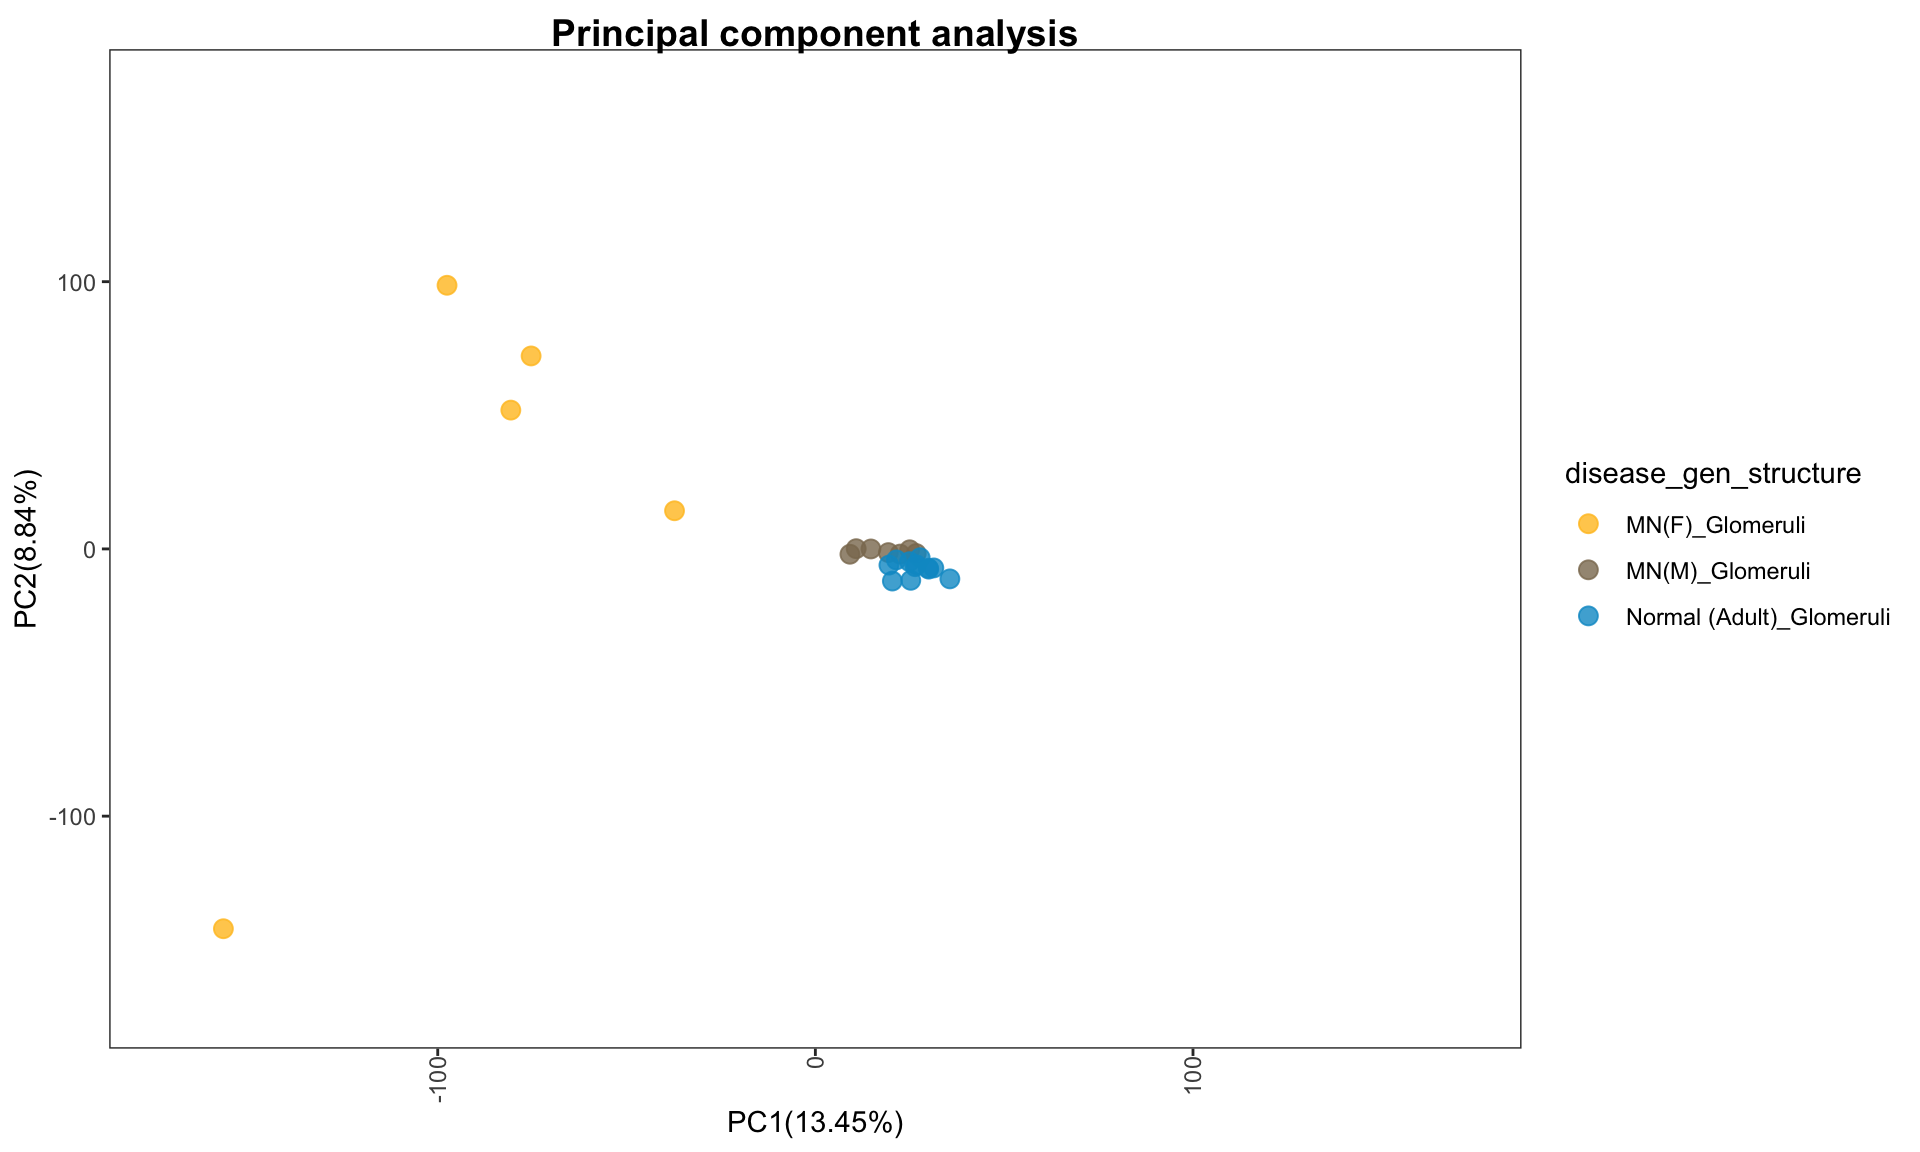 Principal component analysis
100
0
-100
PC2(8.84%)
-100
0
100
PC1(13.45%)
disease_gen_structure
MN(F)_Glomeruli
MN(M)_Glomeruli
Normal (Adult)_Glomeruli